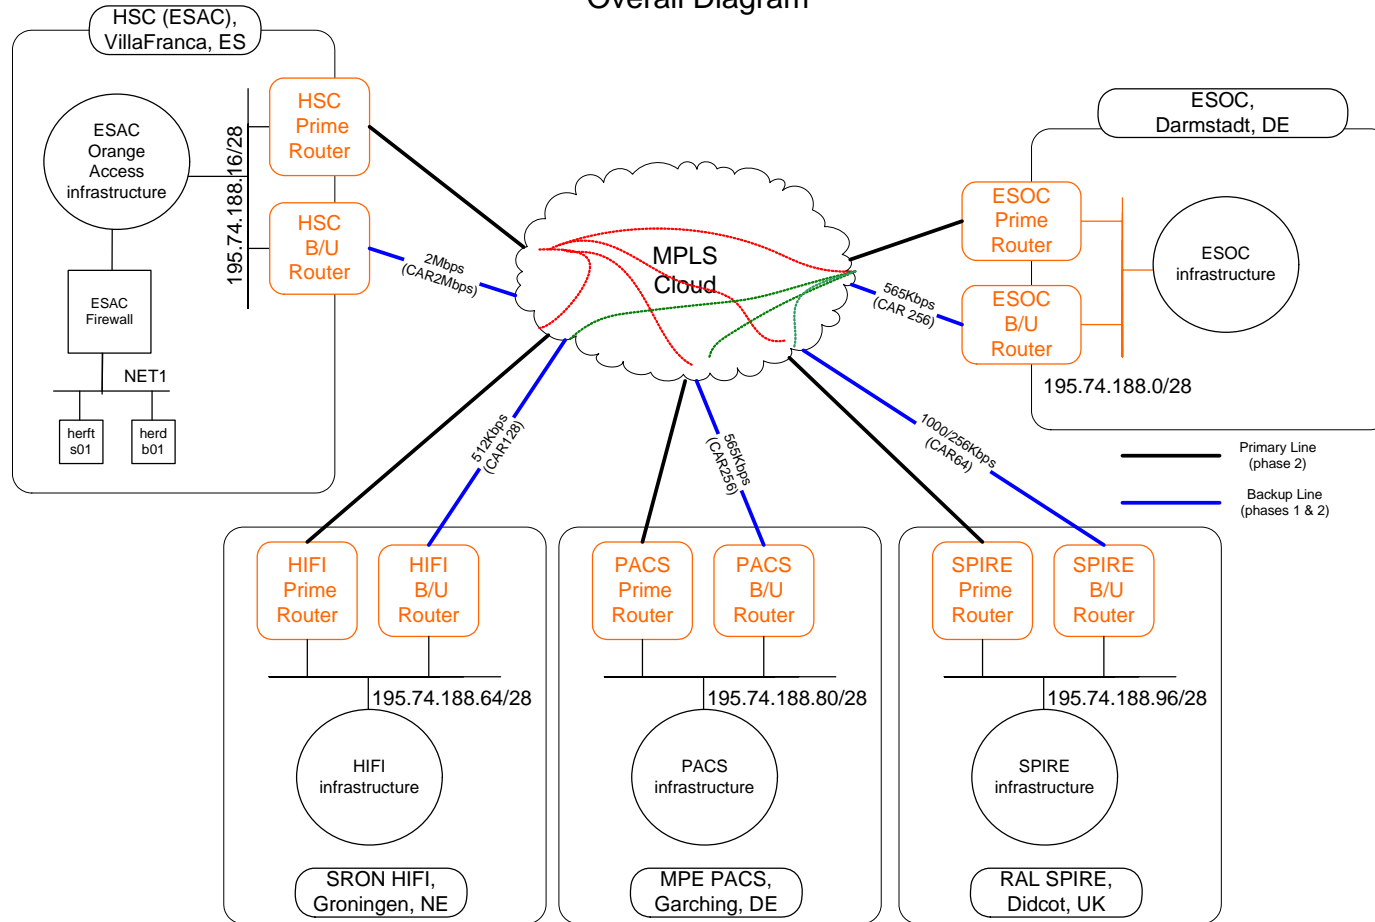 Overall Diagram
HSC (ESAC),
VillaFranca, ES
HSC
Prime
Router
ESAC
Orange
Access
infrastructure
195.74.188.16/28
HSC
B/U
Router
2Mbps
(CAR2Mbps)
ESAC
Firewall
NET1
herft
s01
herd
b01
MPLS
Cloud
ESOC,
Darmstadt, DE
ESOC
Prime
Router
ESOC
infrastructure
565Kbps
(CAR 256)
ESOC
B/U
Router
195.74.188.0/28
512Kbps
(CAR128)
565Kbps
(CAR256)
1000/256Kbps
(CAR64)
Primary Line
(phase 2)
Backup Line
(phases 1 & 2)
HIFI
Prime
Router
HIFI
B/U
Router
195.74.188.64/28
HIFI
infrastructure
SRON HIFI,
Groningen, NE
PACS
Prime
Router
PACS
B/U
Router
195.74.188.80/28
PACS
infrastructure
MPE PACS,
Garching, DE
SPIRE
Prime
Router
SPIRE
B/U
Router
195.74.188.96/28
SPIRE
infrastructure
RAL SPIRE,
Didcot, UK